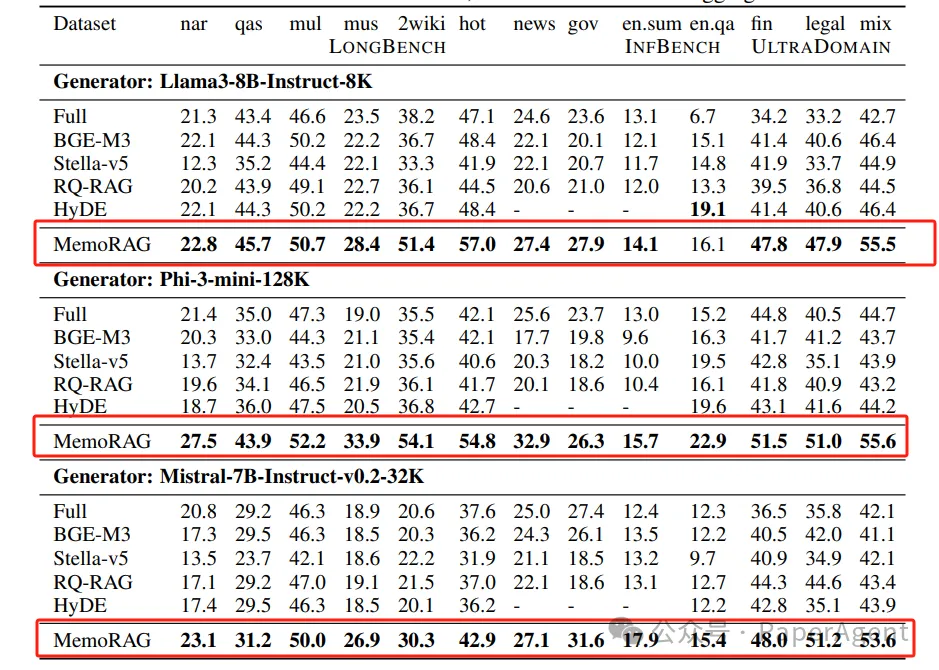 Dataset nar qas mul mus 2wiki hot news gov en.sum en.qa fin legal mix
LONGBENCH INFBENCH ULTRADOMAIN
Generator: Llama3-8B-Instruct-8K
Full 21.3 43.4 46.6 23.5 38.2 47.1 24.6 23.6 13.1 6.7 34.2 33.2 42.7
BGE-M3 22.1 44.3 50.2 22.2 36.7 48.4 22.1 20.1 12.1 15.1 41.4 40.6 46.4
Stella-v5 12.3 35.2 44.4 22.1 33.3 41.9 22.1 20.7 11.7 14.8 41.9 33.7 44.9
RQ-RAG 20.2 43.9 49.1 22.7 36.1 44.5 20.6 21.0 12.0 13.3 39.5 36.8 44.5
HyDE 22.1 44.3 50.2 22.2 36.7 48.4 - - - 19.1 41.4 40.6 46.4
MemoRAG 22.8 45.7 50.7 28.4 51.4 57.0 27.4 27.9 14.1 16.1 47.8 47.9 55.5
Generator: Phi-3-mini-128K
Full 21.4 35.0 47.3 19.0 35.5 42.1 25.6 23.7 13.0 15.2 44.8 40.5 44.7
BGE-M3 20.3 33.0 44.3 21.1 35.4 42.1 17.7 19.8 9.6 16.3 41.7 41.2 43.7
Stella-v5 13.7 32.4 43.5 21.0 35.6 40.6 20.3 18.2 10.0 19.5 42.8 35.1 43.9
RQ-RAG 19.6 34.1 46.5 21.9 36.1 41.7 20.1 18.6 10.4 16.1 41.8 40.9 43.2
HyDE 18.7 36.0 47.5 20.5 36.8 42.7 - - - 19.6 43.1 41.6 44.2
MemoRAG 27.5 43.9 52.2 33.9 54.1 54.8 32.9 26.3 15.7 22.9 51.5 51.0 55.6
Generator: Mistral-7B-Instruct-v0.2-32K
Full 20.8 29.2 46.3 18.9 20.6 37.6 25.0 27.4 12.4 12.3 36.5 35.8 42.1
BGE-M3 17.3 29.5 46.3 18.5 20.3 36.2 24.3 26.1 13.5 12.2 40.5 42.0 41.1
Stella-v5 13.5 23.7 42.1 18.6 22.2 31.9 21.1 18.5 13.2 9.7 40.9 34.9 42.1
RQ-RAG 17.1 29.2 47.0 19.1 21.5 37.0 22.1 18.6 13.1 12.7 44.3 44.6 43.4
HyDE 17.4 29.5 46.3 18.5 20.1 36.2 - - - 12.2 42.8 35.1 43.9
MemoRAG 23.1 31.2 50.0 26.9 30.3 42.9 27.1 31.6 17.9 15.4 48.0 51.2 53.6
公众号 · PaperAgent